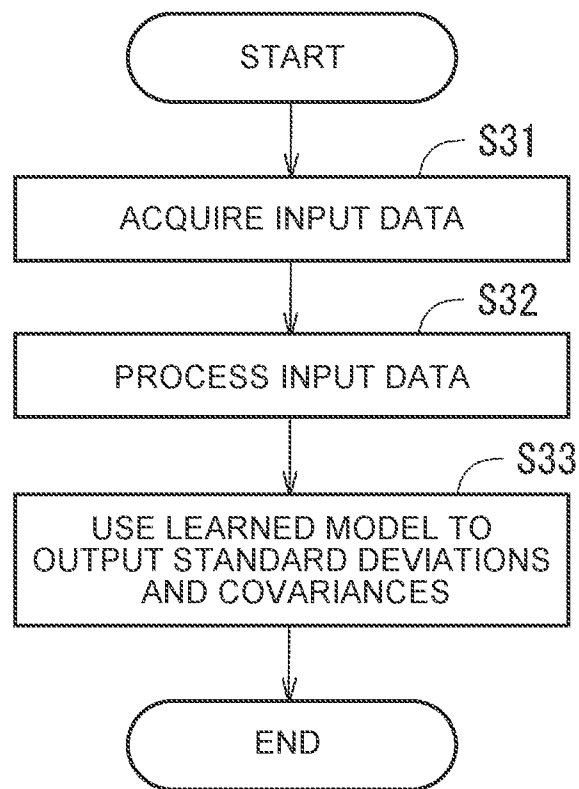 START
S31
ACQUIRE INPUT DATA
S32
PROCESS INPUT DATA
S33
USE LEARNED MODEL TO
OUTPUT STANDARD DEVIATIONS
AND COVARIANCES
END